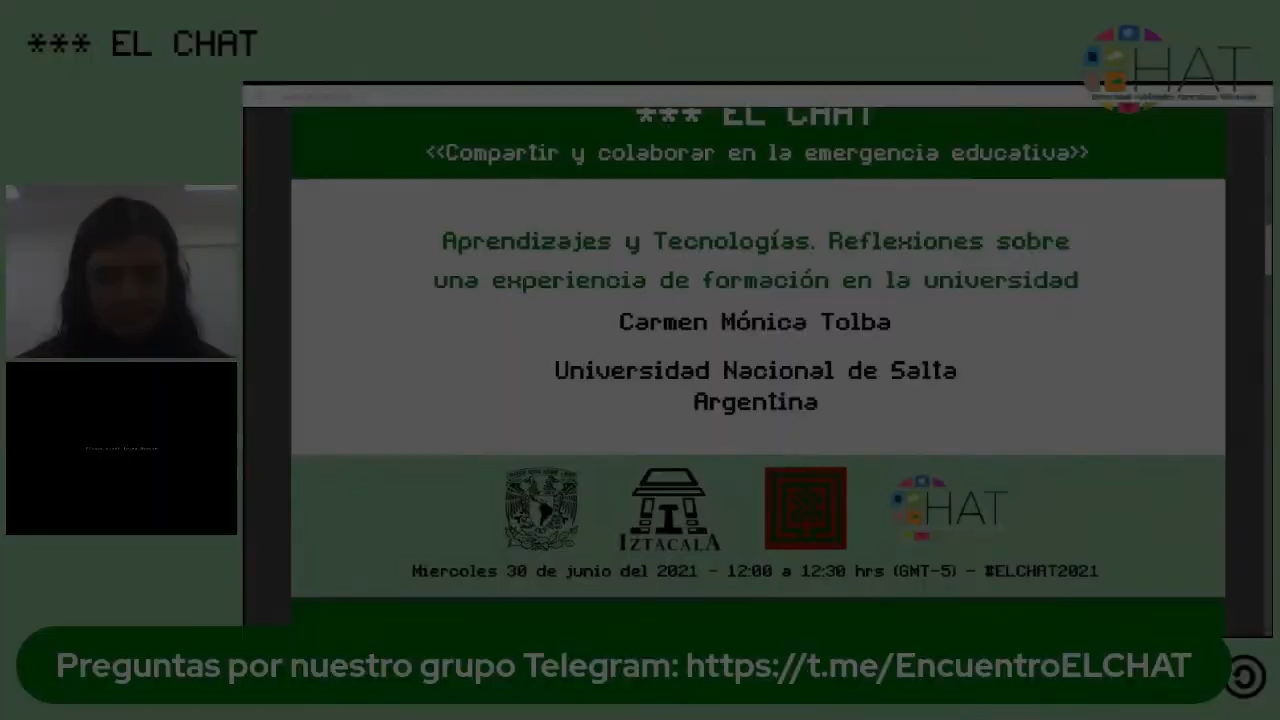 *** EL CHAT
HAT
*** EL CHAT
<<Compartir y colaborar en la emergencia educativa>>
Aprendizajes y Tecnologías. Reflexiones sobre
una experiencia de formación en la universidad
Carmen Mónica Tolba
Universidad Nacional de Salta
Argentina
IZTACALA
HAT
Miercoles 30 de junio del 2021 - 12:00 a 12:30 hrs (GMT-5) - #ELCHAT2021
Preguntas por nuestro grupo Telegram: https://t.me/EncuentroELCHAT